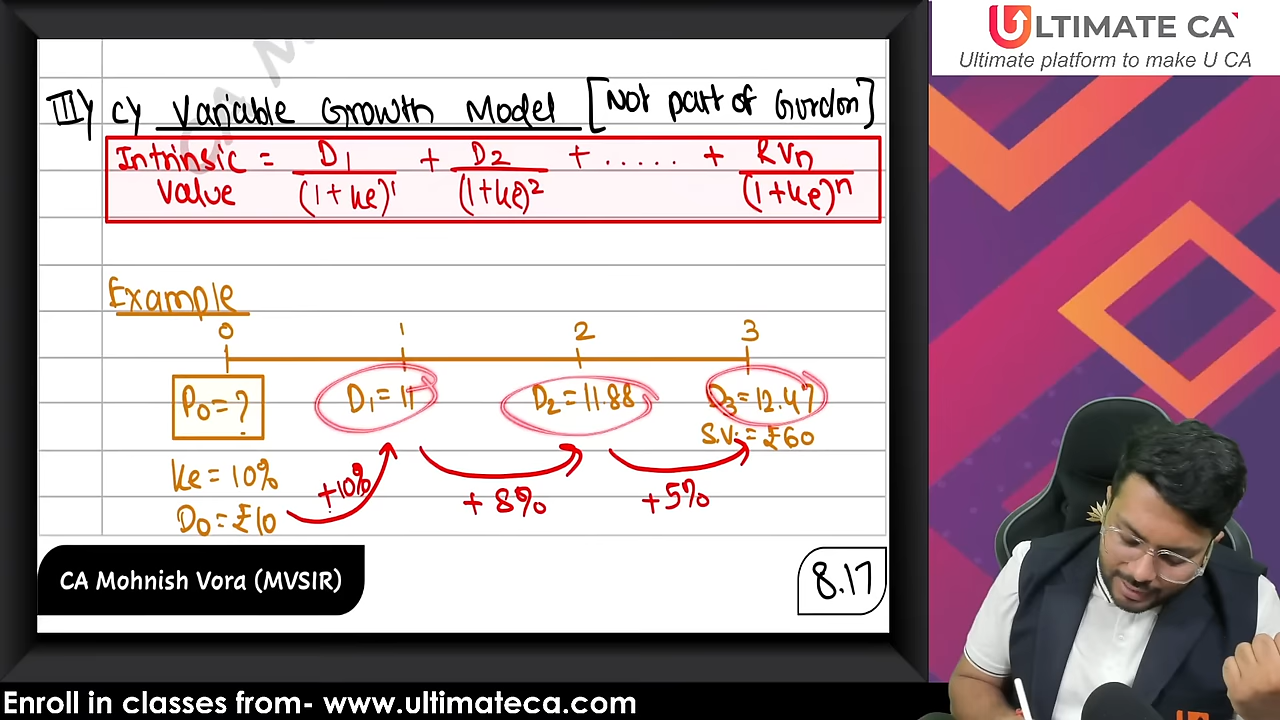 ULTIMATE CA
Ultimate platform to make U CA
CA M
III) c) Variable Growth Model [Not part of Gordon]
Intrinsic Value = D1/(1+ke)^1 + D2/(1+ke)^2 + ..... + RVn/(1+ke)^n
Example
0 1 2 3
P0=? D1=11 D2=11.88 D3=12.47
S.V.=₹60
ke=10% +10% +8% +5%
D0=₹10
CA Mohnish Vora (MVSIR)
8.17
Enroll in classes from- www.ultimateca.com